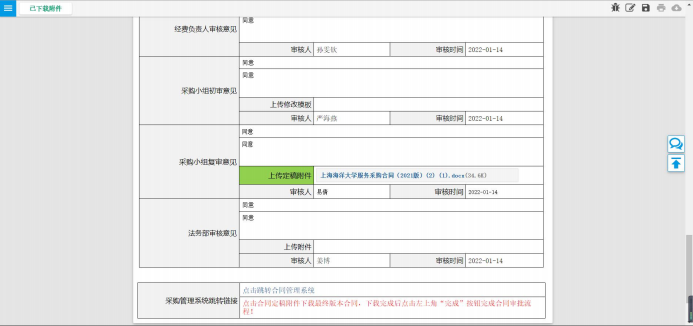 已下载附件
同意
经费负责人审核意见
审核人 孙雯钦 审核时间 2022-01-14
同意
同意
采购小组初审意见
上传修改模板
审核人 严海燕 审核时间 2022-01-14
同意
同意
采购小组复审意见
上传定稿附件 上海海洋大学服务采购合同（2021版）(2) (1).docx(34.6K)
审核人 易倩 审核时间 2022-01-14
同意
同意
法务部审核意见
上传附件
审核人 姜博 审核时间 2022-01-14
采购管理系统跳转链接
点击跳转合同管理系统
点击合同定稿附件下载最终版本合同，下载完成后点击左上角“完成”按钮完成合同审批流
程！